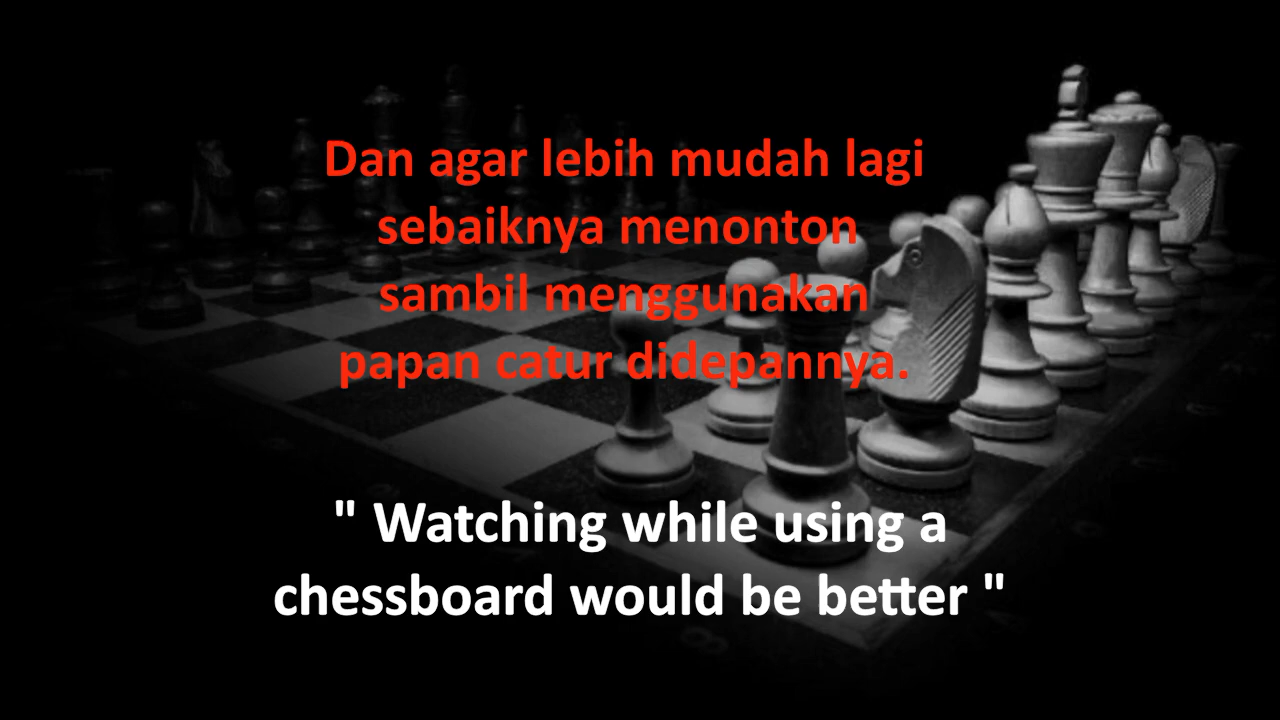 Dan agar lebih mudah lagi
sebaiknya menonton
sambil menggunakan
papan catur didepannya.
" Watching while using a
chessboard would be better "